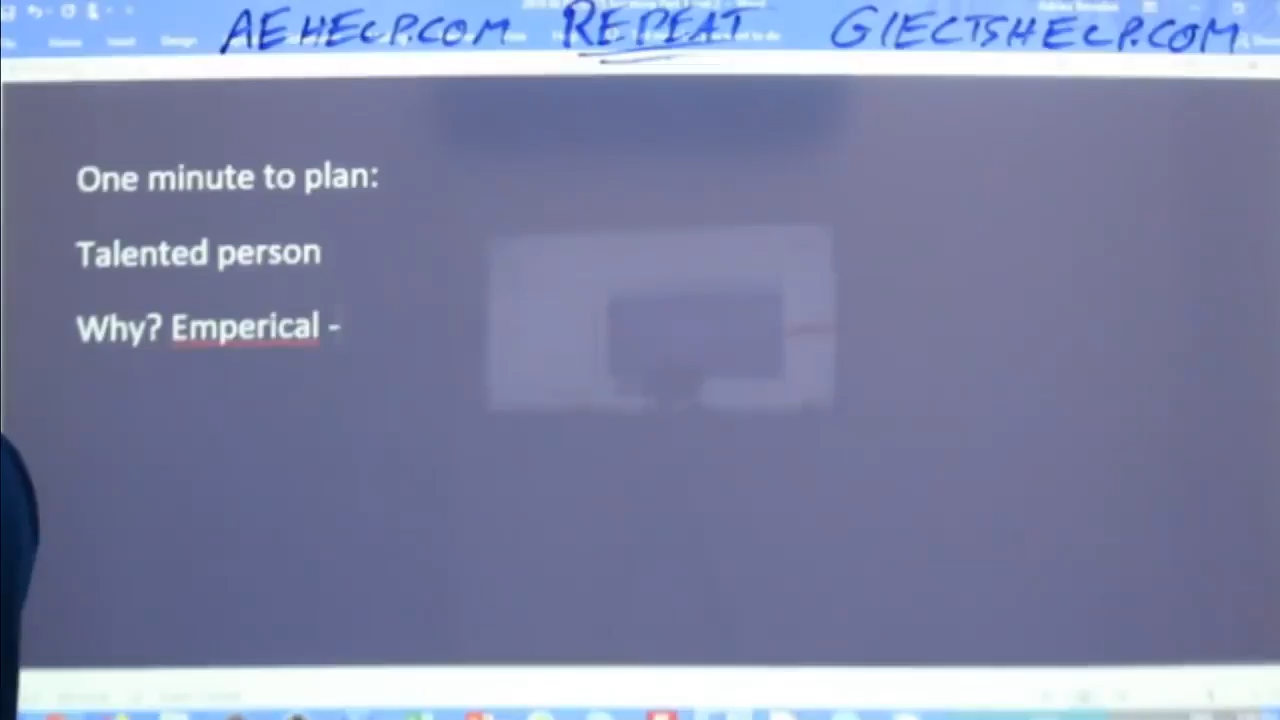 AEHELP.COM REPEAT GIELTSHELP.COM
One minute to plan:
Talented person
Why? Emperical -